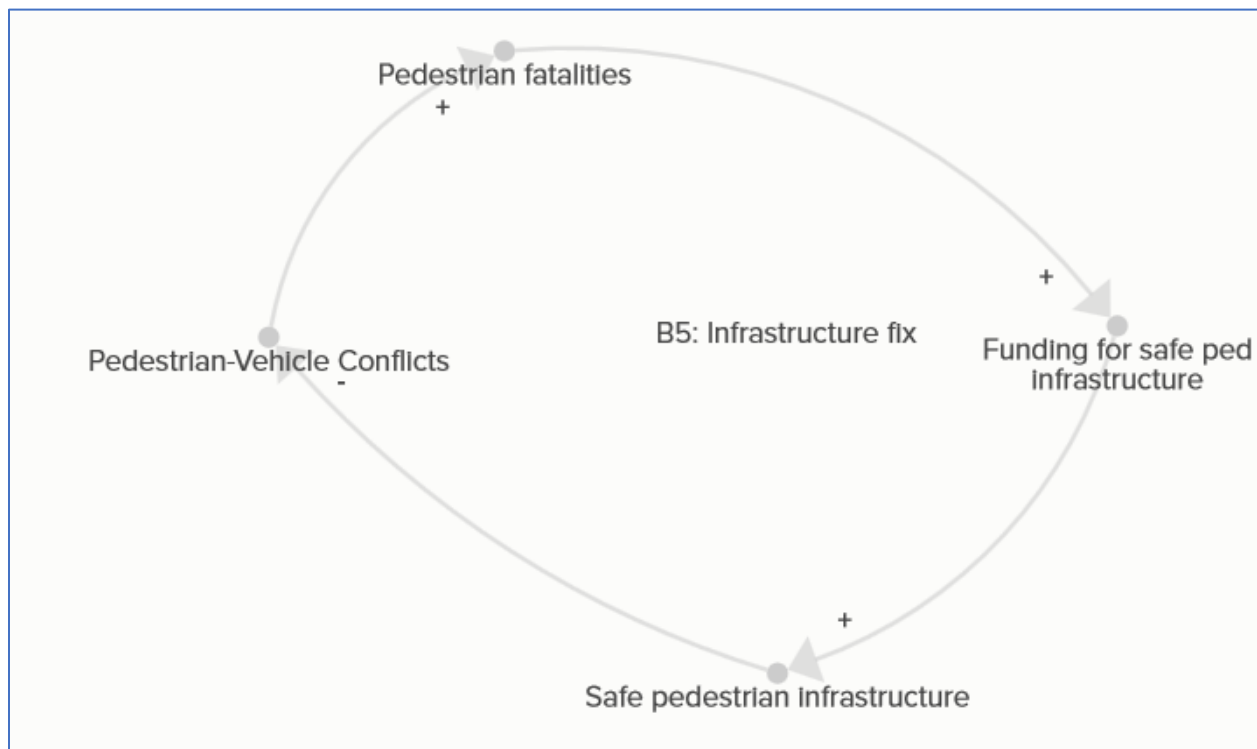 Pedestrian fatalities
+
+
B5: Infrastructure fix
Funding for safe ped
infrastructure
Pedestrian-Vehicle Conflicts
-
+
Safe pedestrian infrastructure